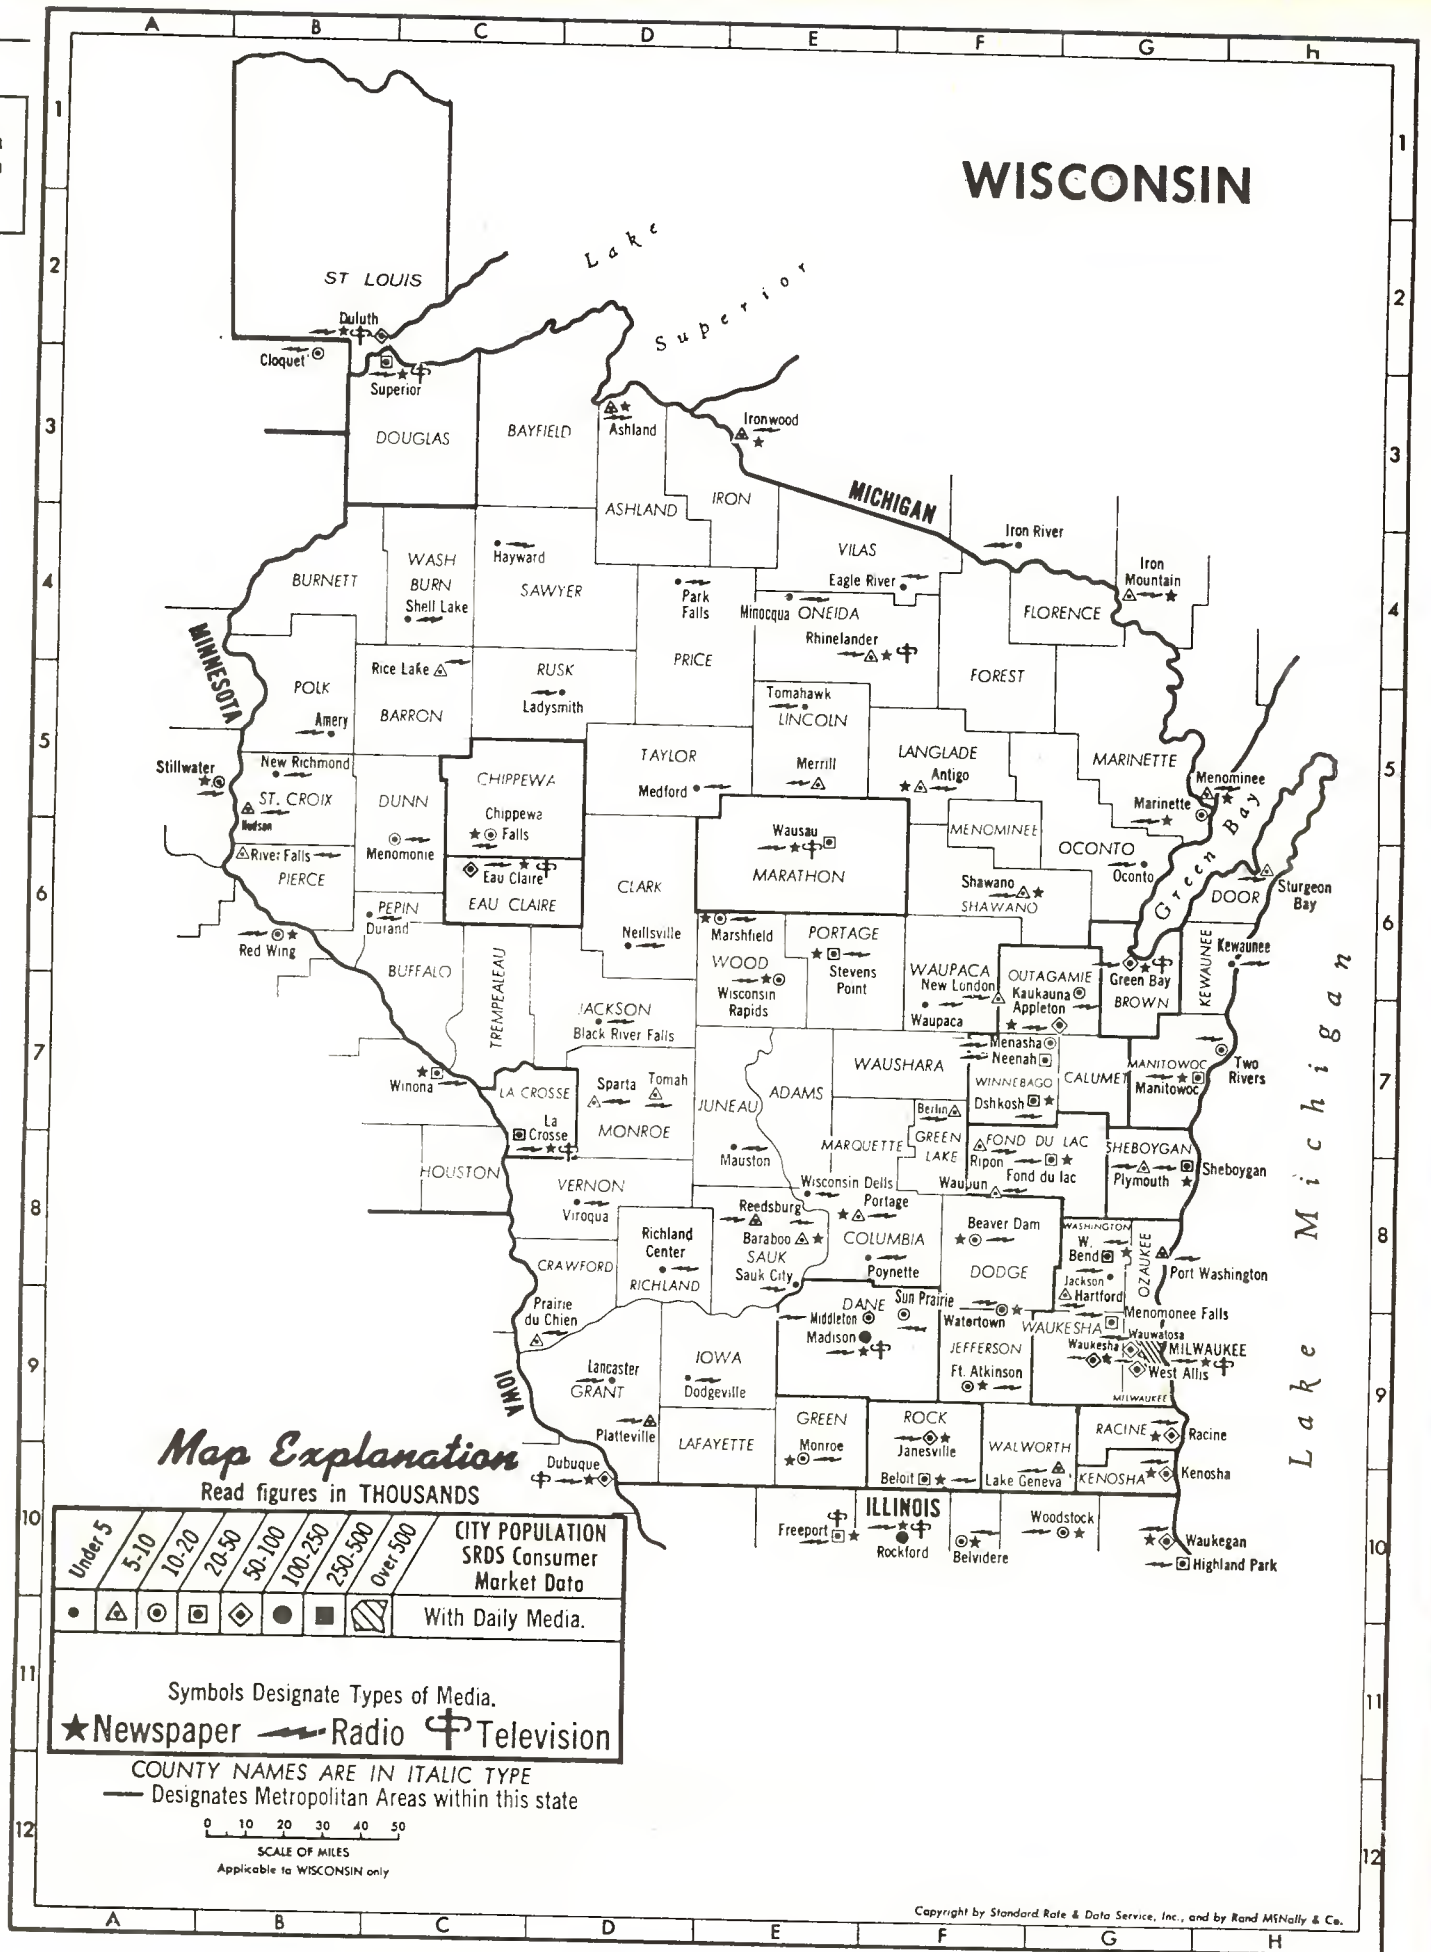 A B C D E F G h
1 1
WISCONSIN
2 2
Lake
Superior
ST LOUIS
Duluth
Cloquet
Superior
3 3
DOUGLAS
BAYFIELD
Ashland
Ironwood
ASHLAND
IRON
MICHIGAN
Iron River
Hayward
VILAS
WASH
BURN
Shell Lake
Eagle River
Iron
Mountain
4 4
BURNETT
SAWYER
Park
Falls
Minocqua
ONEIDA
FLORENCE
Rhinelander
MINNESOTA
Rice Lake
RUSK
PRICE
FOREST
POLK
Ladysmith
Tomahawk
LINCOLN
Amery
BARRON
5 5
TAYLOR
LANGLADE
MARINETTE
Stillwater
New Richmond
CHIPPEWA
Merrill
Antigo
Menominee
ST. CROIX
DUNN
Medford
Marinette
Hudson
Chippewa
Falls
Wausau
MENOMINEE
Green Bay
River Falls
Menomonie
OCONTO
PIERCE
Eau Claire
MARATHON
Oconto
6 6
EAU CLAIRE
CLARK
Shawano
SHAWANO
DOOR
Sturgeon
Bay
PEPIN
Durand
Red Wing
Neillsville
Marshfield
PORTAGE
Kewaunee
KEWAUNEE
BUFFALO
TREMPEALEAU
WOOD
Stevens
Point
WAUPACA
New London
OUTAGAMIE
Kaukauna
Appleton
Green Bay
BROWN
Wisconsin
Rapids
Waupaca
JACKSON
Black River Falls
7 7
Menasha
Neenah
WAUSHARA
MANITOWOC
Manitowoc
Two
Rivers
Winona
LA CROSSE
Sparta
Tomah
JUNEAU
ADAMS
WINNEBAGO
Oshkosh
CALUMET
La
Crosse
MONROE
Berlin
Lake Michigan
MARQUETTE
GREEN
LAKE
FOND DU LAC
Ripon
Fond du lac
SHEBOYGAN
Plymouth
Sheboygan
HOUSTON
Mauston
8 8
VERNON
Viroqua
Wisconsin Dells
Waupun
Reedsburg
Portage
Richland
Center
Baraboo
SAUK
COLUMBIA
Beaver Dam
WASHINGTON
W.
Bend
OZAUKEE
Port Washington
CRAWFORD
RICHLAND
Sauk City
Poynette
DODGE
Jackson
Hartford
Prairie
du Chien
DANE
Sun Prairie
Middleton
Madison
Watertown
WAUKESHA
Menomonee Falls
Wauwatosa
Waukesha
MILWAUKEE
West Allis
9 9
IOWA
Lancaster
GRANT
IOWA
Dodgeville
JEFFERSON
Ft. Atkinson
MILWAUKEE
Platteville
LAFAYETTE
GREEN
Monroe
ROCK
Janesville
WALWORTH
RACINE
Racine
Dubuque
Beloit
Lake Geneva
KENOSHA
Kenosha
10 10
ILLINOIS
Freeport
Rockford
Belvidere
Woodstock
Waukegan
Highland Park
Map Explanation
Read figures in THOUSANDS
Under 5 5-10 10-20 20-50 50-100 100-250 250-500 Over 500
CITY POPULATION
SRDS Consumer
Market Data
With Daily Media.
11 11
Symbols Designate Types of Media.
Newspaper Radio Television
COUNTY NAMES ARE IN ITALIC TYPE
Designates Metropolitan Areas within this state
12 12
0 10 20 30 40 50
SCALE OF MILES
Applicable to WISCONSIN only
Copyright by Standard Rate & Data Service, Inc., and by Rand McNally & Co.
A B C D E F G H